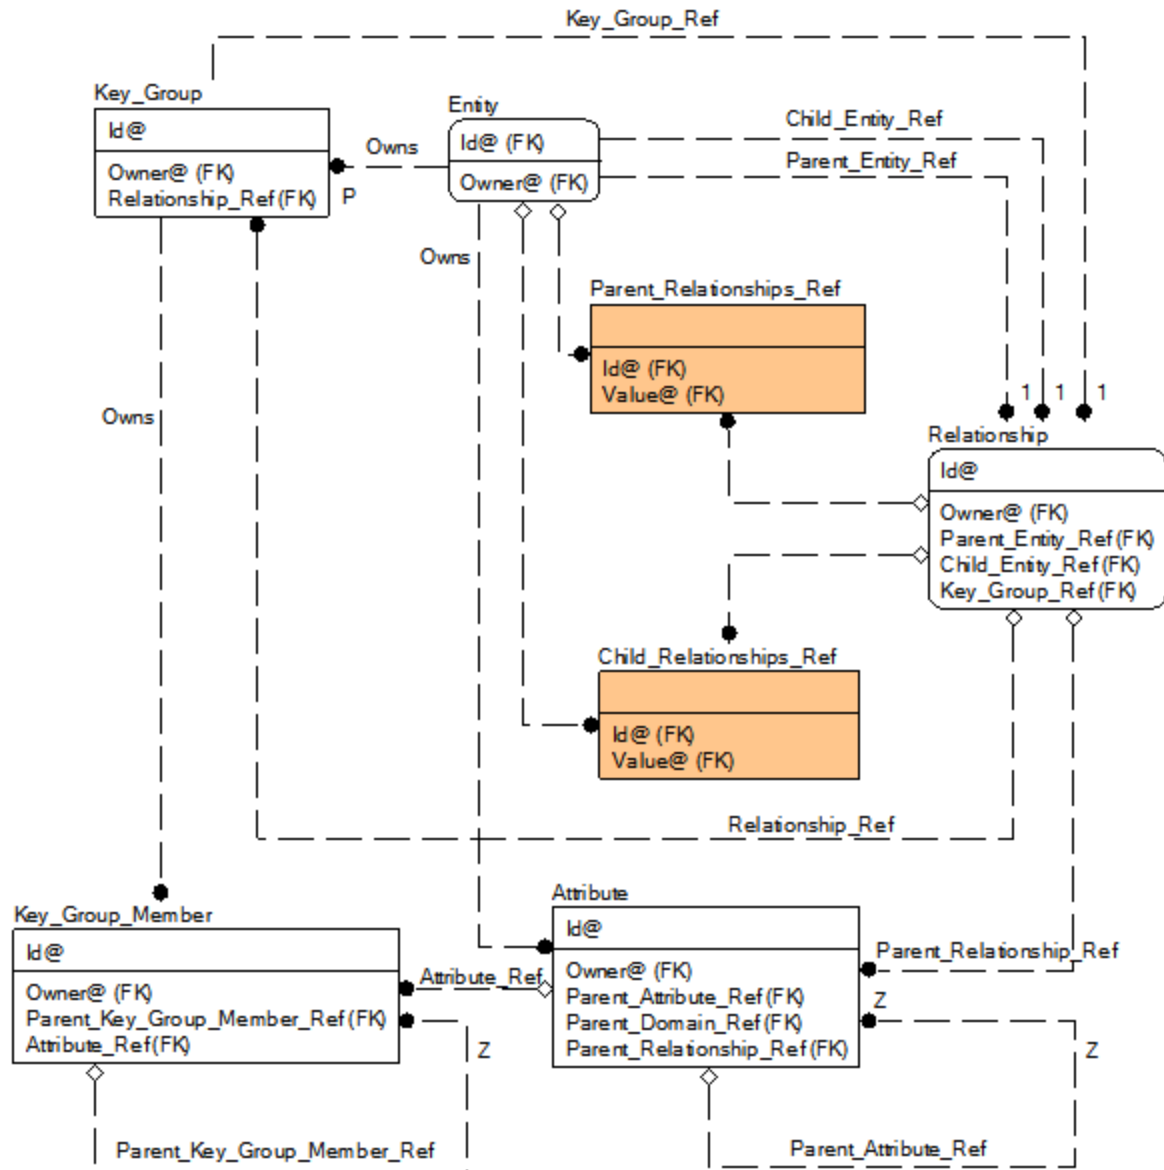 Key_Group_Ref
Key_Group
Id@
Owner@ (FK)
Relationship_Ref(FK)
Owns
P
Entity
Id@ (FK)
Owner@ (FK)
Child_Entity_Ref
Parent_Entity_Ref
Owns
Parent_Relationships_Ref
Id@ (FK)
Value@ (FK)
1
1
1
Relationship
Id@
Owner@ (FK)
Parent_Entity_Ref(FK)
Child_Entity_Ref(FK)
Key_Group_Ref(FK)
Owns
Child_Relationships_Ref
Id@ (FK)
Value@ (FK)
Relationship_Ref
Key_Group_Member
Id@
Owner@ (FK)
Parent_Key_Group_Member_Ref(FK)
Attribute_Ref(FK)
Attribute_Ref
Attribute
Id@
Owner@ (FK)
Parent_Attribute_Ref(FK)
Parent_Domain_Ref(FK)
Parent_Relationship_Ref(FK)
Parent_Relationship_Ref
Z
Z
Z
Parent_Key_Group_Member_Ref
Parent_Attribute_Ref